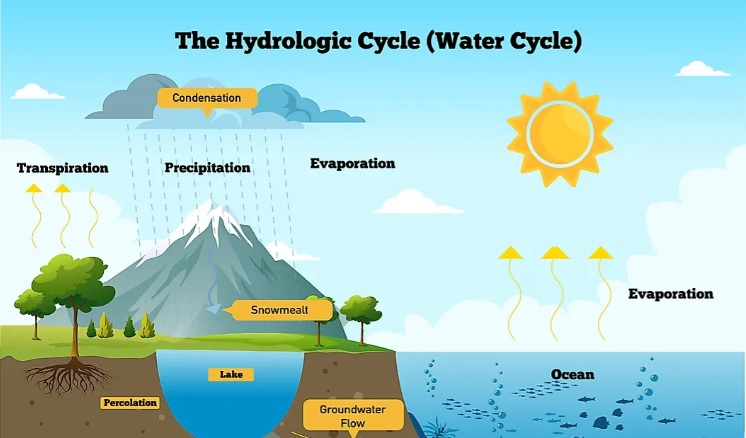 The Hydrologic Cycle (Water Cycle)
Condensation
Transpiration
Precipitation
Evaporation
Evaporation
Snowmealt
Lake
Ocean
Percolation
Groundwater
Flow